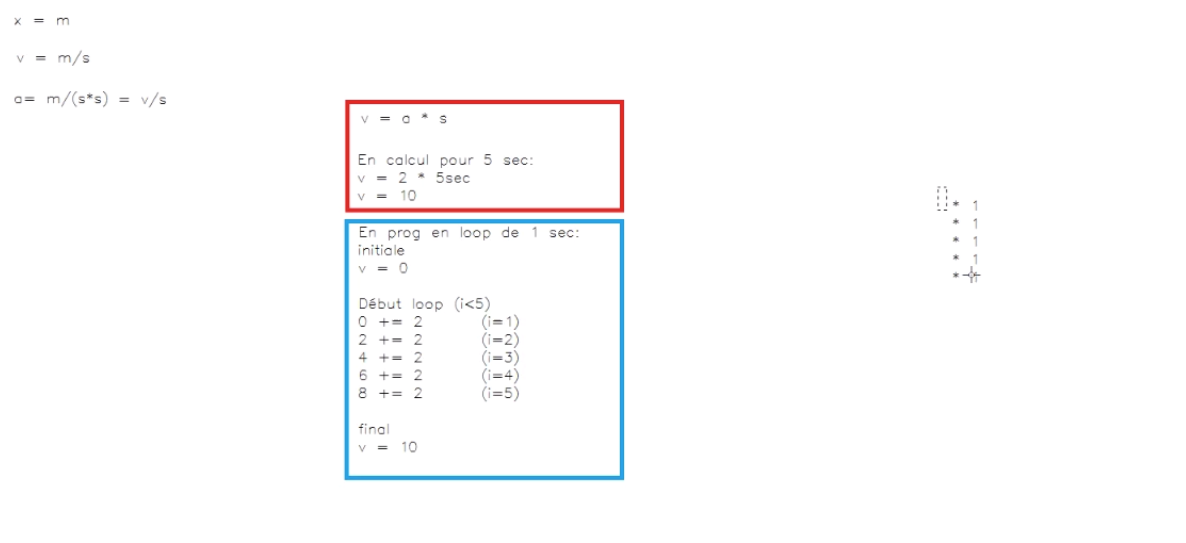 x = m
v = m/s
a= m/(s*s) = v/s
v = a * s
En calcul pour 5 sec:
v = 2 * 5sec
v = 10
En prog en loop de 1 sec:
initiale
v = 0
Début loop (i<5)
0 += 2 (i=1)
2 += 2 (i=2)
4 += 2 (i=3)
6 += 2 (i=4)
8 += 2 (i=5)
final
v = 10
* 1
* 1
* 1
* 1
*